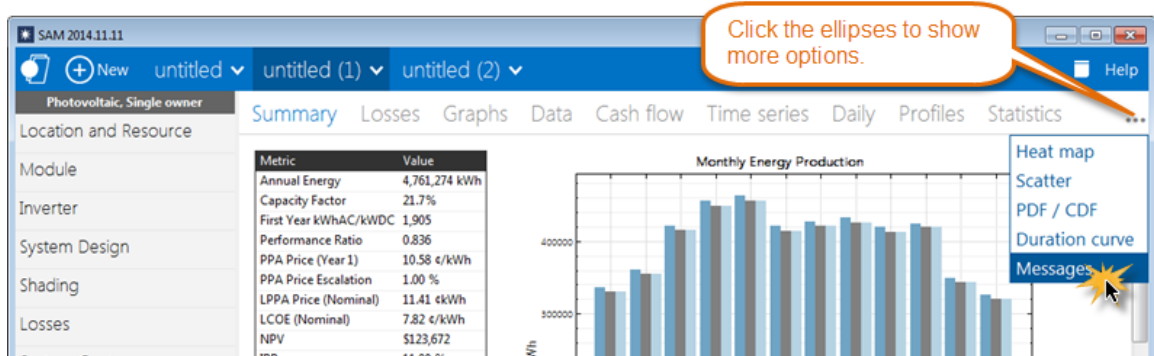 SAM 2014.11.11
Click the ellipses to show
more options.
New untitled untitled (1) untitled (2) Help
Photovoltaic, Single owner
Summary Losses Graphs Data Cash flow Time series Daily Profiles Statistics ...
Location and Resource
Module
Inverter
System Design
Shading
Losses
Metric Value
Annual Energy 4,761,274 kWh
Capacity Factor 21.7%
First Year kWhAC/kWDC 1,905
Performance Ratio 0.836
PPA Price (Year 1) 10.58 ¢/kWh
PPA Price Escalation 1.00 %
LPPA Price (Nominal) 11.41 ¢kWh
LCOE (Nominal) 7.82 ¢/kWh
NPV $123,672
Monthly Energy Production
400000
300000
Wh
Heat map
Scatter
PDF / CDF
Duration curve
Messages